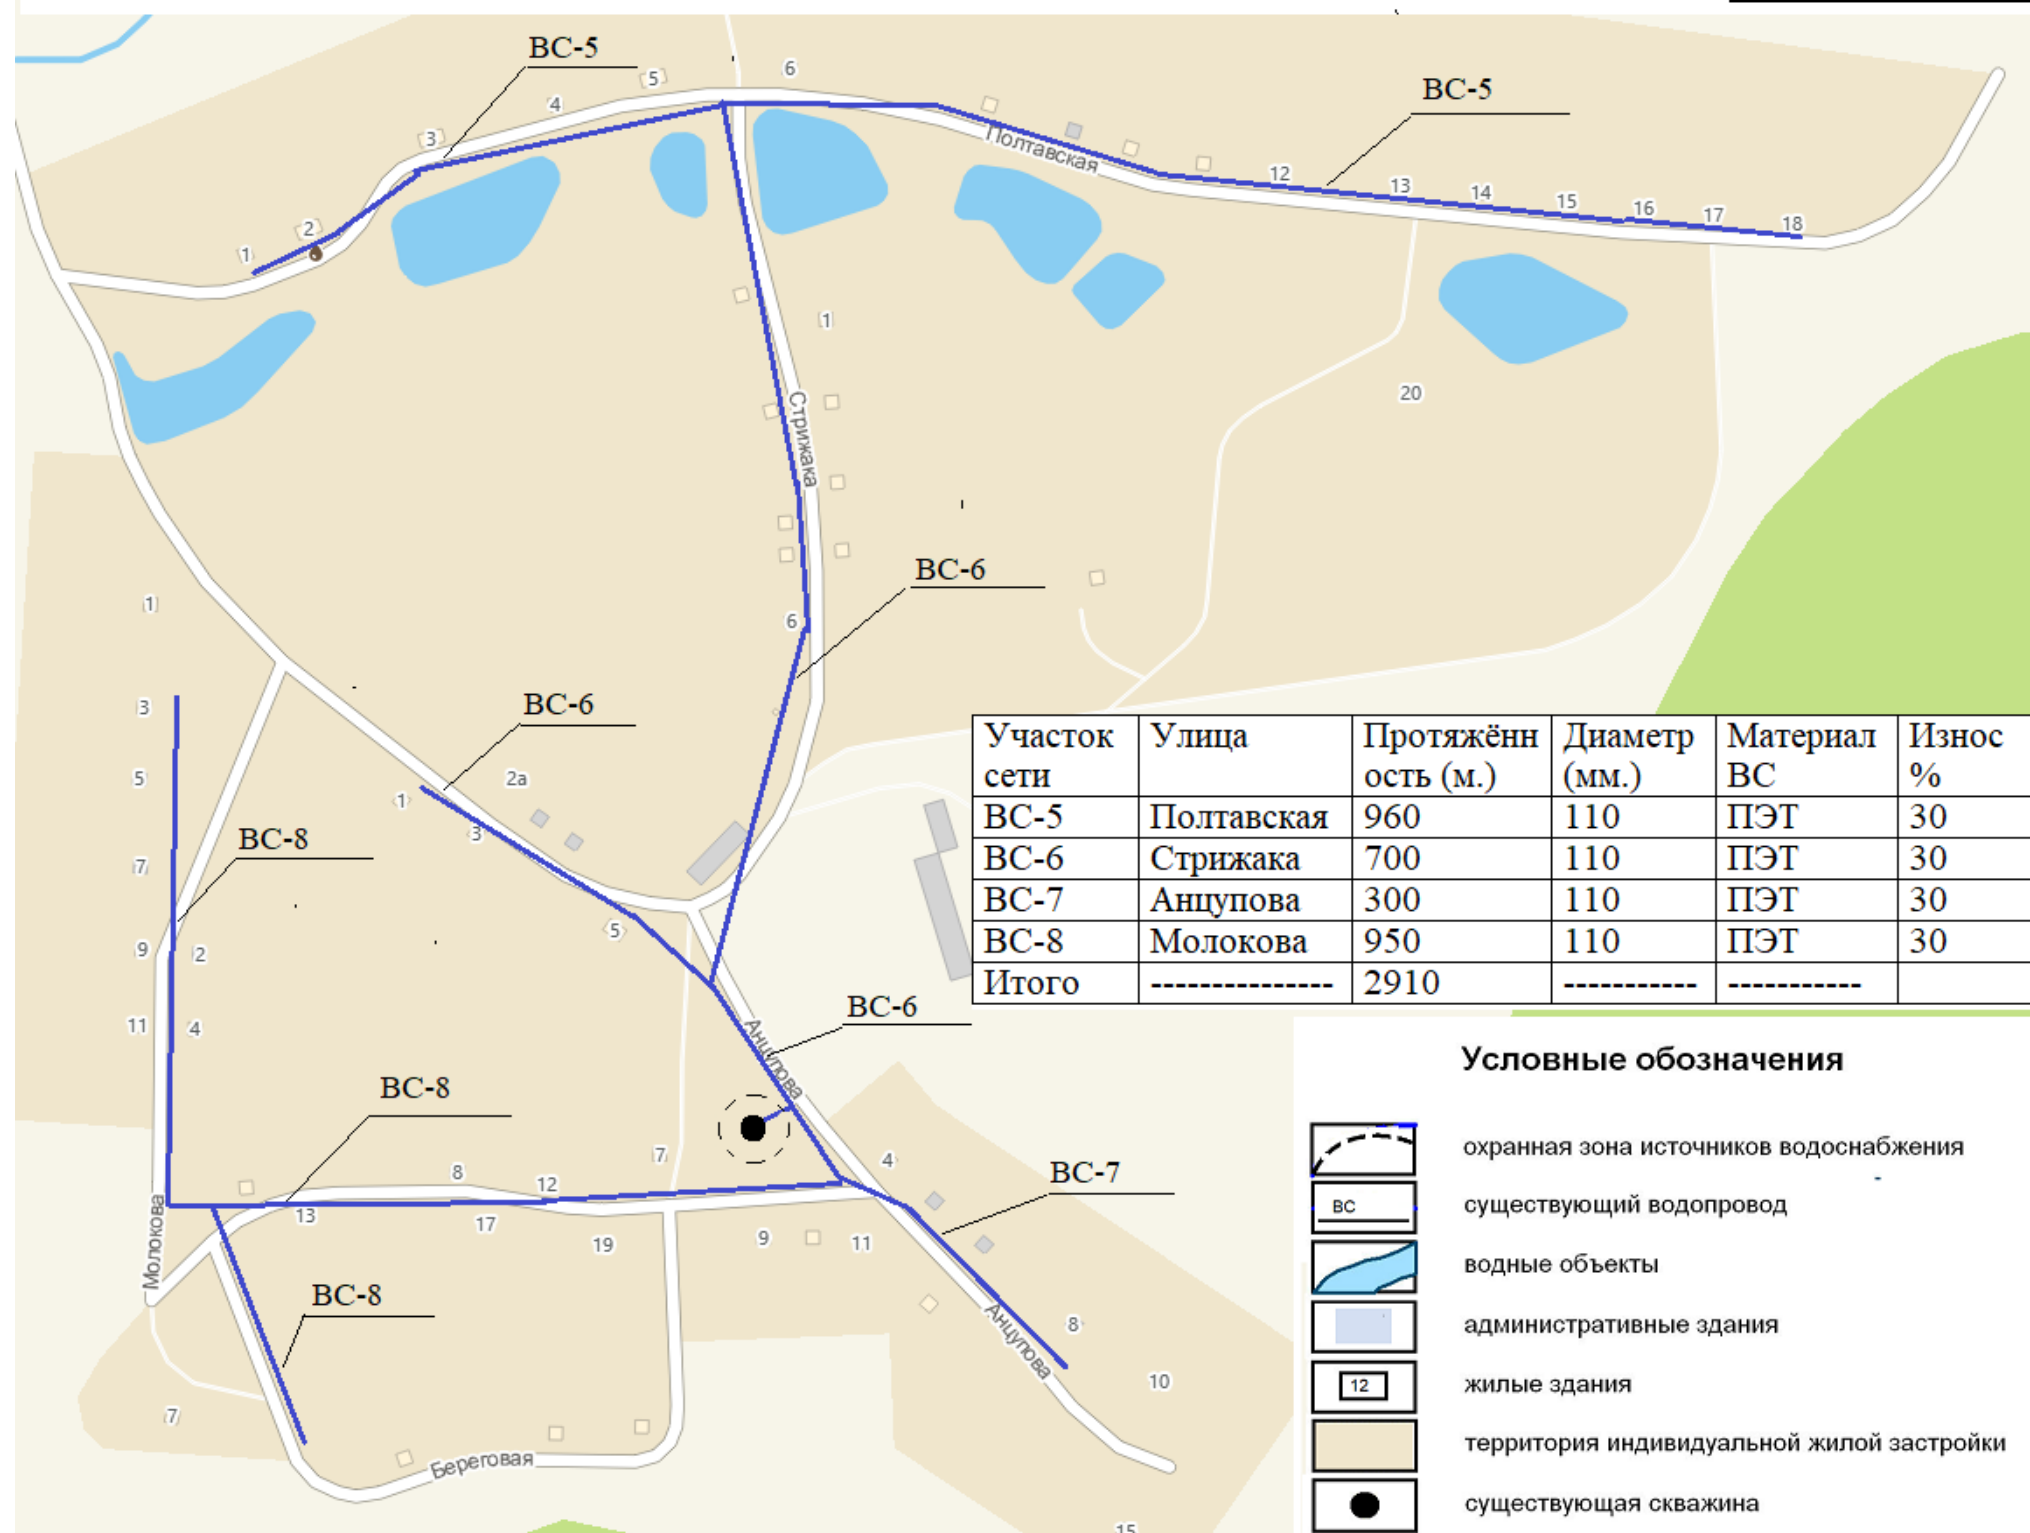 ВС-5
5
6
4
ВС-5
3
Полтавская
12
13
14
15
16
17
18
2
1
1
20
Стрижака
ВС-6
1
6
3
ВС-6
5
2а
1
3
7
ВС-8
5
9
2
11
4
ВС-6
Анцупова
Участок сети | Улица | Протяжённ ость (м.) | Диаметр (мм.) | Материал ВС | Износ %
ВС-5 | Полтавская | 960 | 110 | ПЭТ | 30
ВС-6 | Стрижака | 700 | 110 | ПЭТ | 30
ВС-7 | Анцупова | 300 | 110 | ПЭТ | 30
ВС-8 | Молокова | 950 | 110 | ПЭТ | 30
Итого | --------------- | 2910 | ----------- | -----------
ВС-8
7
4
8
12
ВС-7
Молокова
13
17
19
9
11
ВС-8
Анцупова
8
10
7
Береговая
15
Условные обозначения
охранная зона источников водоснабжения
ВС
существующий водопровод
водные объекты
административные здания
12
жилые здания
территория индивидуальной жилой застройки
существующая скважина